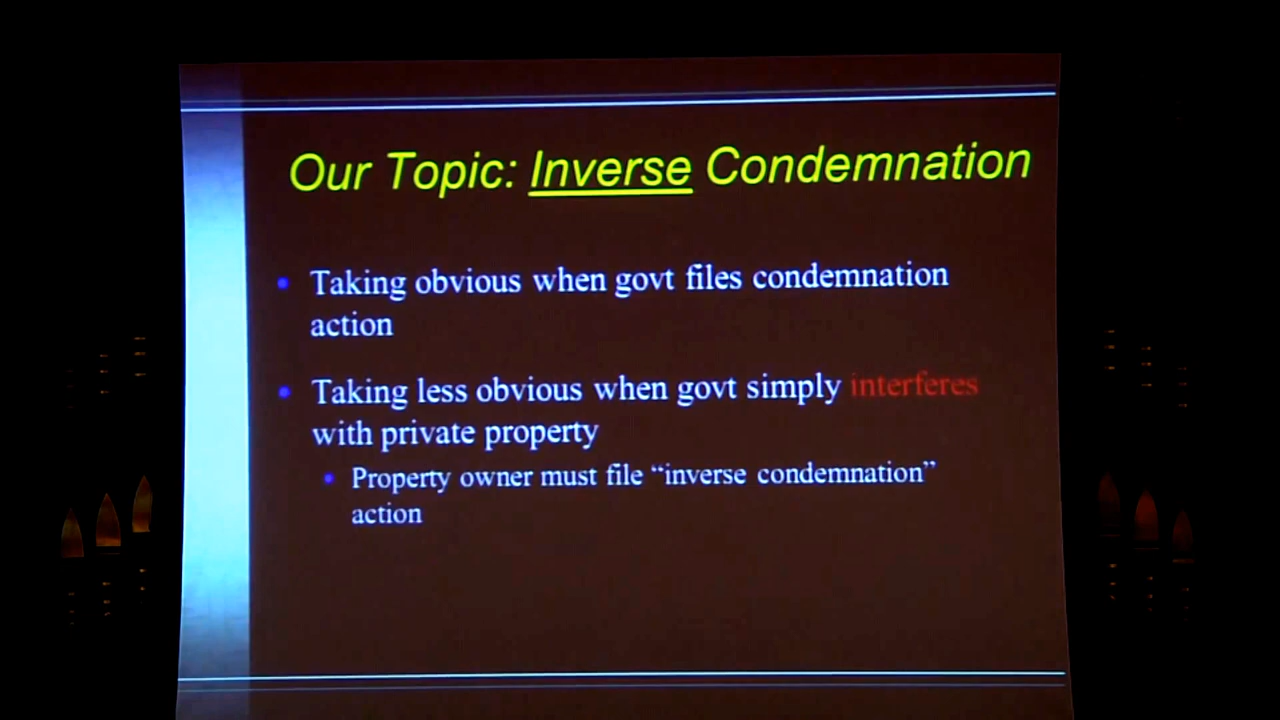 Our Topic: Inverse Condemnation
• Taking obvious when govt files condemnation
action
• Taking less obvious when govt simply interferes
with private property
• Property owner must file “inverse condemnation”
action